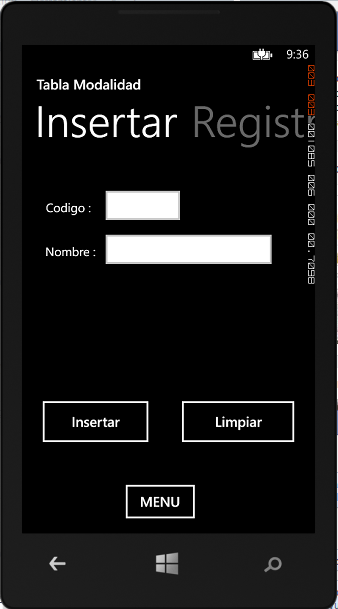 9:36
Tabla Modalidad
Insertar Regist
Codigo :
Nombre :
Insertar Limpiar
MENU